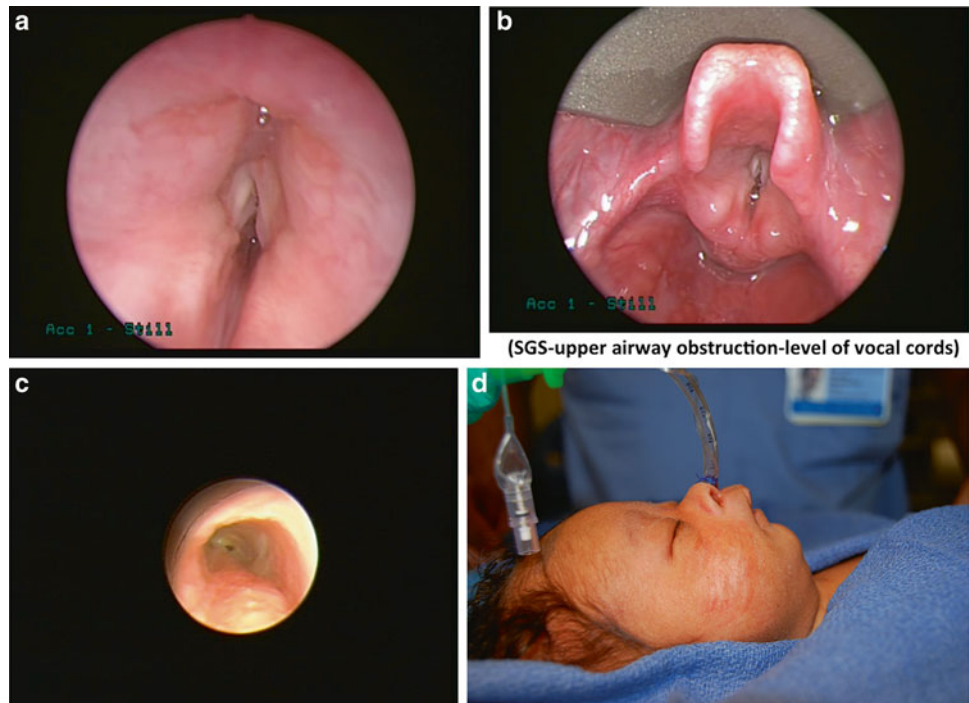 a
b
Acc 1 - Still
Acc 1 - Still
(SGS-upper airway obstruction-level of vocal cords)
c
d